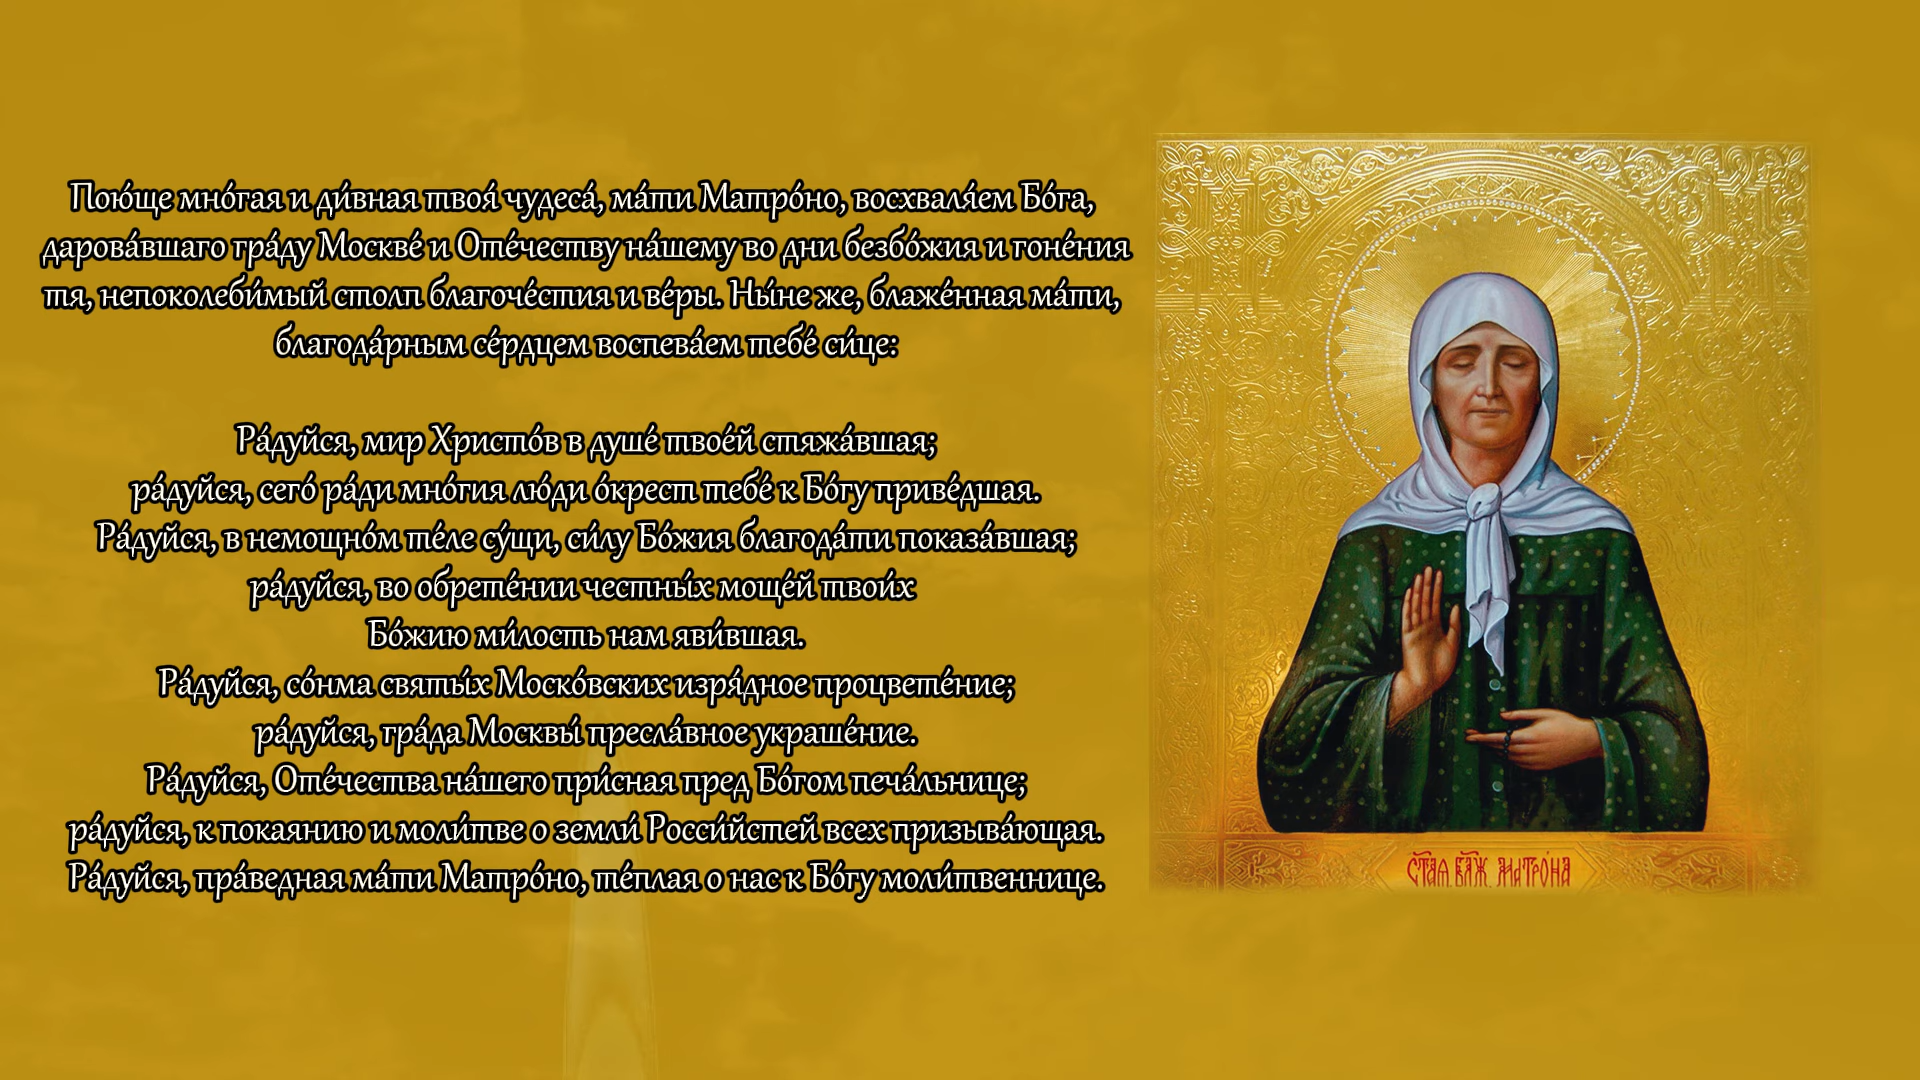 Пою́ще мно́гая и ди́вная твоя́ чудеса́, ма́ти Матро́но, восхваля́ем Бо́га,
дарова́вшаго гра́ду Москве́ и Оте́честву на́шему во дни безбо́жия и гоне́ния
тя, непоколеби́мый столп благоче́стия и ве́ры. Ны́не же, блаже́нная ма́ти,
благода́рным се́рдцем воспева́ем тебе́ си́це:
Ра́дуйся, мир Христо́в в душе́ твое́й стяжа́вшая;
ра́дуйся, сего́ ра́ди мно́гия лю́ди о́крест тебе́ к Бо́гу приве́дшая.
Ра́дуйся, в немощно́м те́ле су́щи, си́лу Бо́жия благода́ти показа́вшая;
ра́дуйся, во обрете́нии честны́х моще́й твои́х
Бо́жию ми́лость нам яви́вшая.
Ра́дуйся, со́нма святы́х Моско́вских изря́дное процвете́ние;
ра́дуйся, гра́да Москвы́ пресла́вное украше́ние.
Ра́дуйся, Оте́чества на́шего при́сная пред Бо́гом печа́льнице;
ра́дуйся, к покаянию и моли́тве о земли́ Росси́йстей всех призыва́ющая.
Ра́дуйся, пра́ведная ма́ти Матро́но, те́плая о нас к Бо́гу моли́твеннице.
СТАЯ БЛАЖ МАТРО́НА